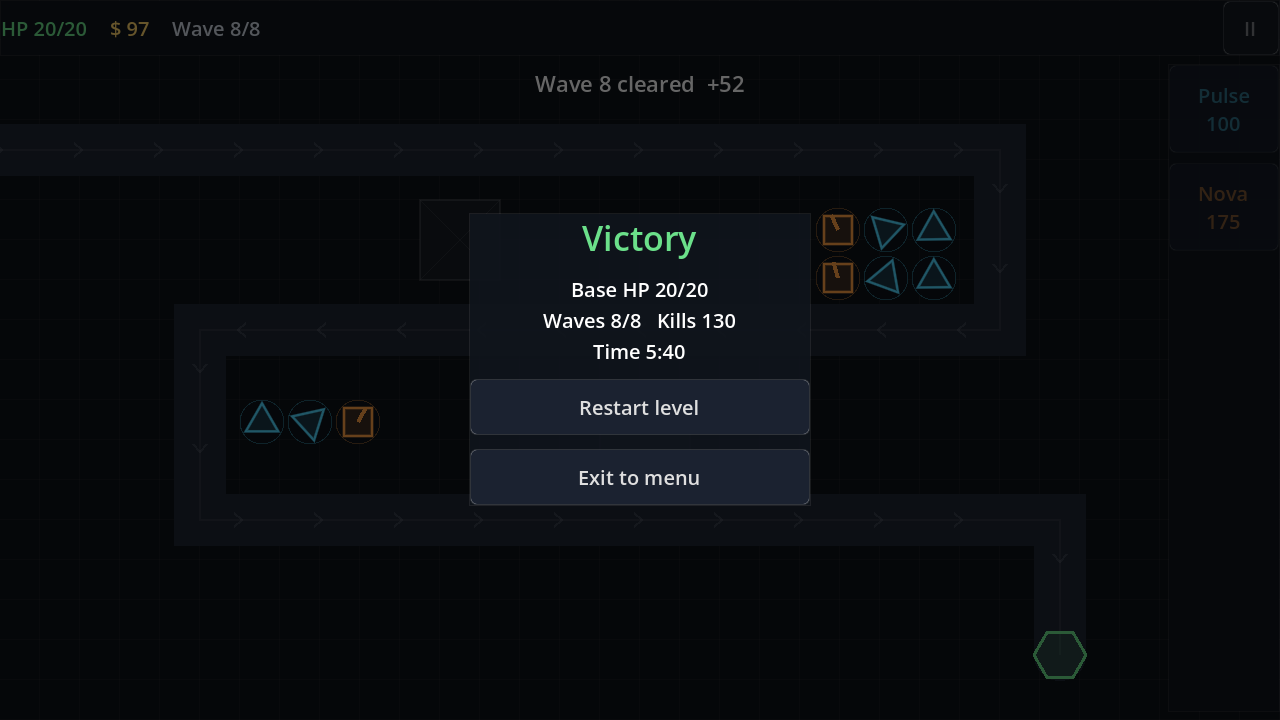 HP 20/20 $ 97 Wave 8/8
Wave 8 cleared +52
Pulse
100
Nova
175
Victory
Base HP 20/20
Waves 8/8 Kills 130
Time 5:40
Restart level
Exit to menu